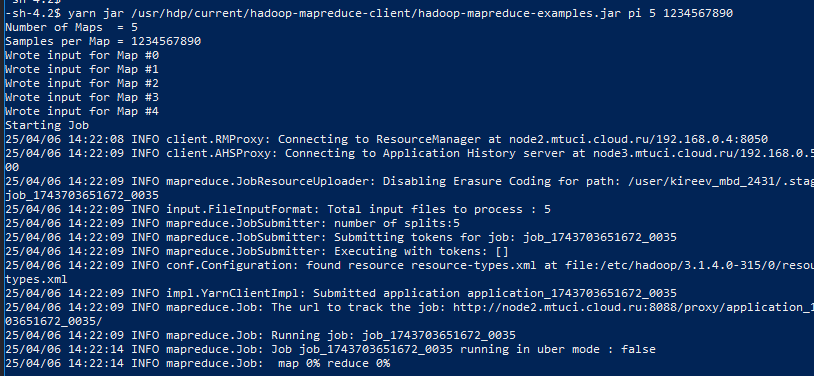 -sh-4.2$
-sh-4.2$ yarn jar /usr/hdp/current/hadoop-mapreduce-client/hadoop-mapreduce-examples.jar pi 5 1234567890
Number of Maps  = 5
Samples per Map = 1234567890
Wrote input for Map #0
Wrote input for Map #1
Wrote input for Map #2
Wrote input for Map #3
Wrote input for Map #4
Starting Job
25/04/06 14:22:08 INFO client.RMProxy: Connecting to ResourceManager at node2.mtuci.cloud.ru/192.168.0.4:8050
25/04/06 14:22:09 INFO client.AHSProxy: Connecting to Application History server at node3.mtuci.cloud.ru/192.168.0.5
00
25/04/06 14:22:09 INFO mapreduce.JobResourceUploader: Disabling Erasure Coding for path: /user/kireev_mbd_2431/.stag
job_1743703651672_0035
25/04/06 14:22:09 INFO input.FileInputFormat: Total input files to process : 5
25/04/06 14:22:09 INFO mapreduce.JobSubmitter: number of splits:5
25/04/06 14:22:09 INFO mapreduce.JobSubmitter: Submitting tokens for job: job_1743703651672_0035
25/04/06 14:22:09 INFO mapreduce.JobSubmitter: Executing with tokens: []
25/04/06 14:22:09 INFO conf.Configuration: found resource resource-types.xml at file:/etc/hadoop/3.1.4.0-315/0/resou
types.xml
25/04/06 14:22:09 INFO impl.YarnClientImpl: Submitted application application_1743703651672_0035
25/04/06 14:22:09 INFO mapreduce.Job: The url to track the job: http://node2.mtuci.cloud.ru:8088/proxy/application_1
03651672_0035/
25/04/06 14:22:09 INFO mapreduce.Job: Running job: job_1743703651672_0035
25/04/06 14:22:14 INFO mapreduce.Job: Job job_1743703651672_0035 running in uber mode : false
25/04/06 14:22:14 INFO mapreduce.Job:  map 0% reduce 0%